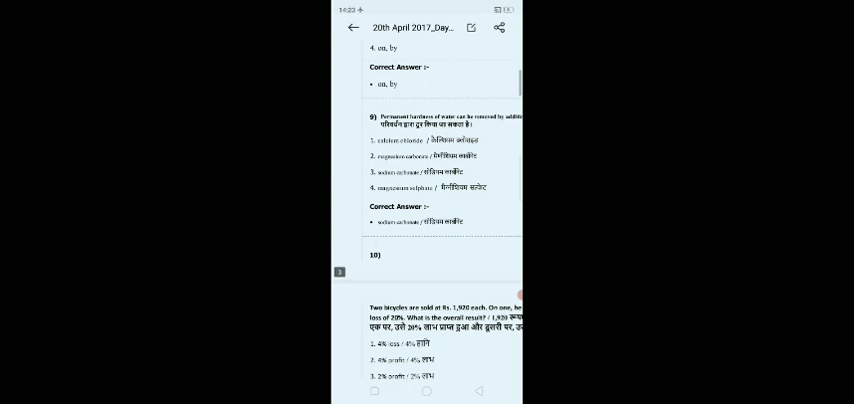 14:23
20th April 2017_Day...
4. on, by
Correct Answer :-
• on, by
9) Permanent hardness of water can be removed by additio
परिवर्धन द्वारा दूर किया जा सकता है।
1. calcium chloride / कैल्शियम क्लोराइड
2. magnesium carbonate / मैग्नीशियम कार्बोनेट
3. sodium carbonate / सोडियम कार्बोनेट
4. magnesium sulphate / मैग्नीशियम सल्फेट
Correct Answer :-
• sodium carbonate / सोडियम कार्बोनेट
10)
3
Two bicycles are sold at Rs. 1,920 each. On one, he
loss of 20%. What is the overall result? / 1,920 रूपय
एक पर, उसे 20% लाभ प्राप्त हुआ और दूसरी पर, उ
1. 4% loss / 4% हानि
2. 4% profit / 4% लाभ
3. 2% profit / 2% लाभ